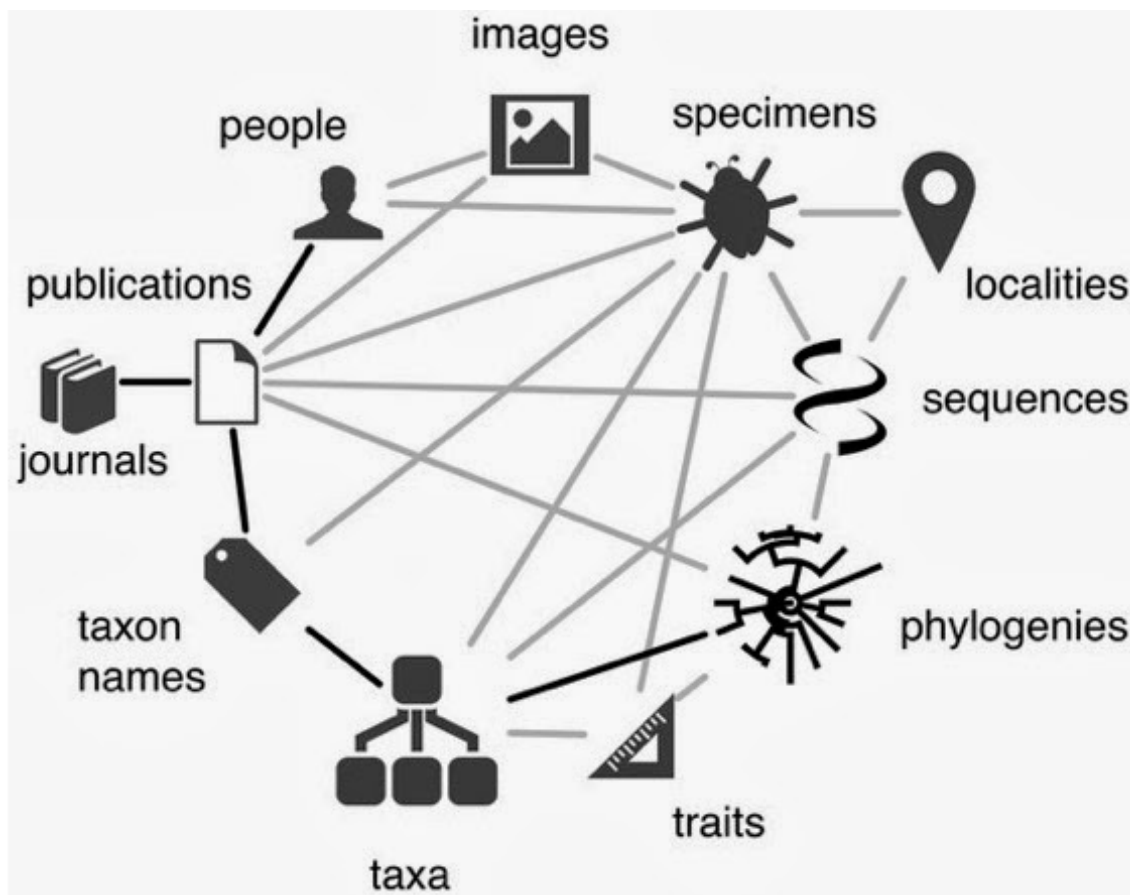 images
people
specimens
publications
localities
journals
sequences
taxon
names
phylogenies
traits
taxa